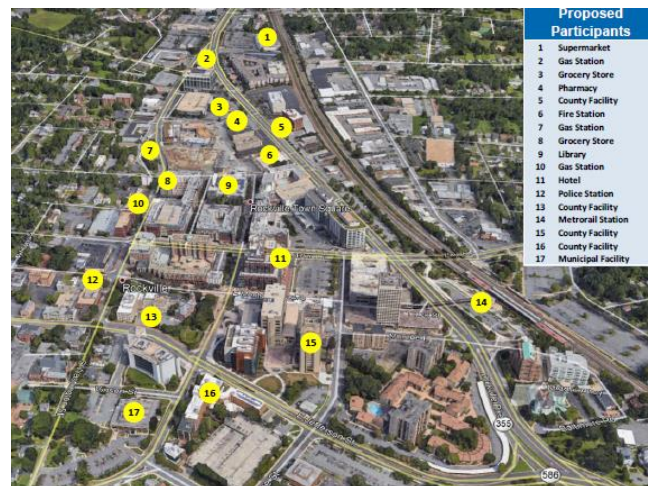 Proposed
Participants
1 Supermarket
2 Gas Station
3 Grocery Store
4 Pharmacy
5 County Facility
6 Fire Station
7 Gas Station
8 Grocery Store
9 Library
10 Gas Station
11 Hotel
12 Police Station
13 County Facility
14 Metrorail Station
15 County Facility
16 County Facility
17 Municipal Facility
1
2
3
4
5
6
7
8
9
Rockville Town Square
10
11
12
Rockville
14
13
15
16
17
355
586